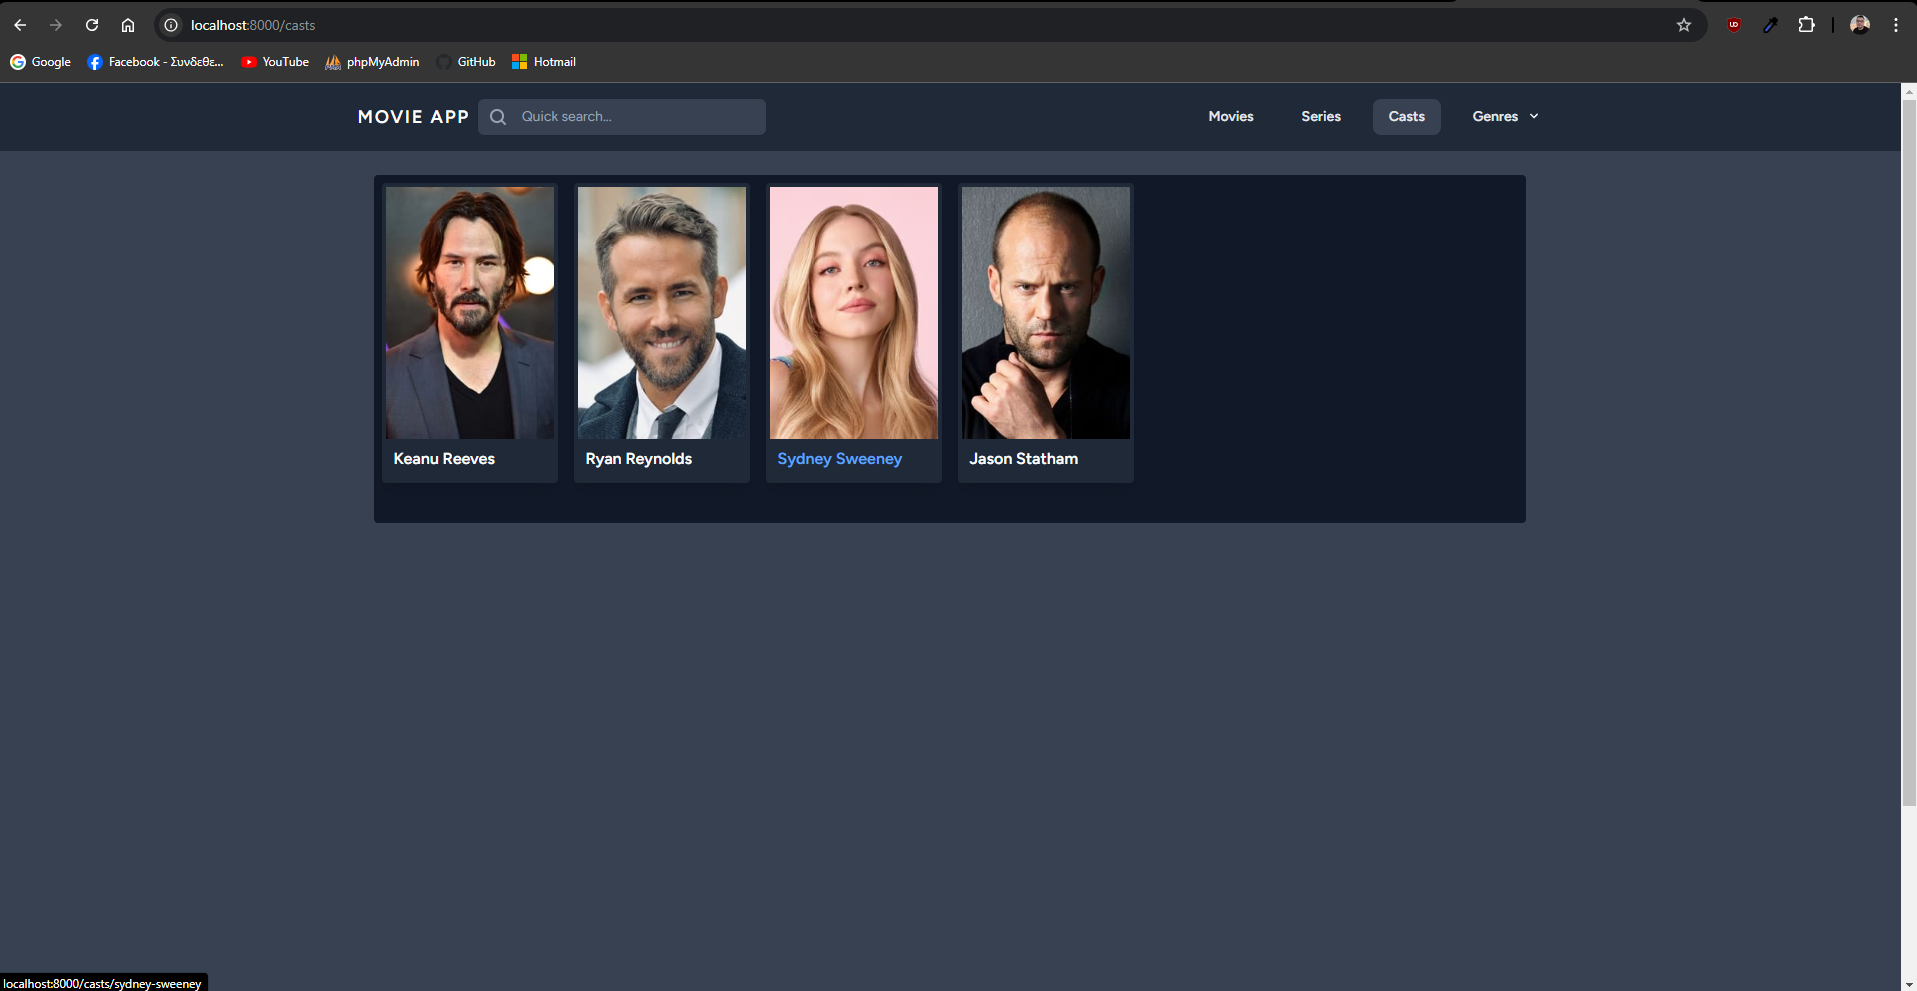 localhost:8000/casts
Google Facebook - Συνδεθε... YouTube phpMyAdmin GitHub Hotmail
MOVIE APP Quick search... Movies Series Casts Genres
Keanu Reeves Ryan Reynolds Sydney Sweeney Jason Statham
localhost:8000/casts/sydney-sweeney